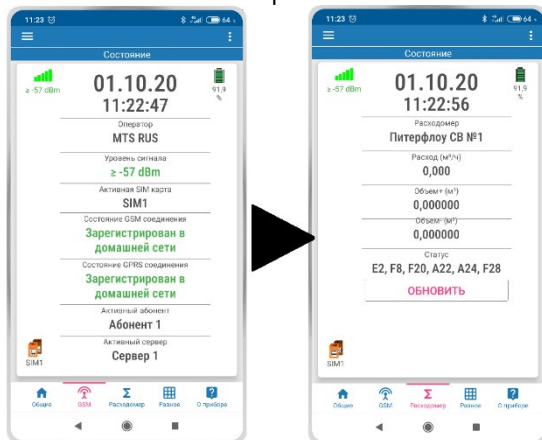 11:23
64
Состояние
≥ -57 dBm
01.10.20
91,9
%
11:22:47
Оператор
MTS RUS
Уровень сигнала
≥ -57 dBm
Активная SIM карта
SIM1
Состояние GSM соединения
Зарегистрирован в
домашней сети
Состояние GPRS соединения
Зарегистрирован в
домашней сети
Активный абонент
Абонент 1
Активный сервер
Сервер 1
SIM1
Общие GSM Расходомер Разное О приборе
11:23
64
Состояние
≥ -57 dBm
01.10.20
91,9
%
11:22:56
Расходомер
Питерфлоу СВ №1
Расход (м³/ч)
0,000
Объем+ (м³)
0,000000
Объем- (м³)
0,000000
Статус
E2, F8, F20, A22, A24, F28
ОБНОВИТЬ
SIM1
Общие GSM Расходомер Разное О приборе